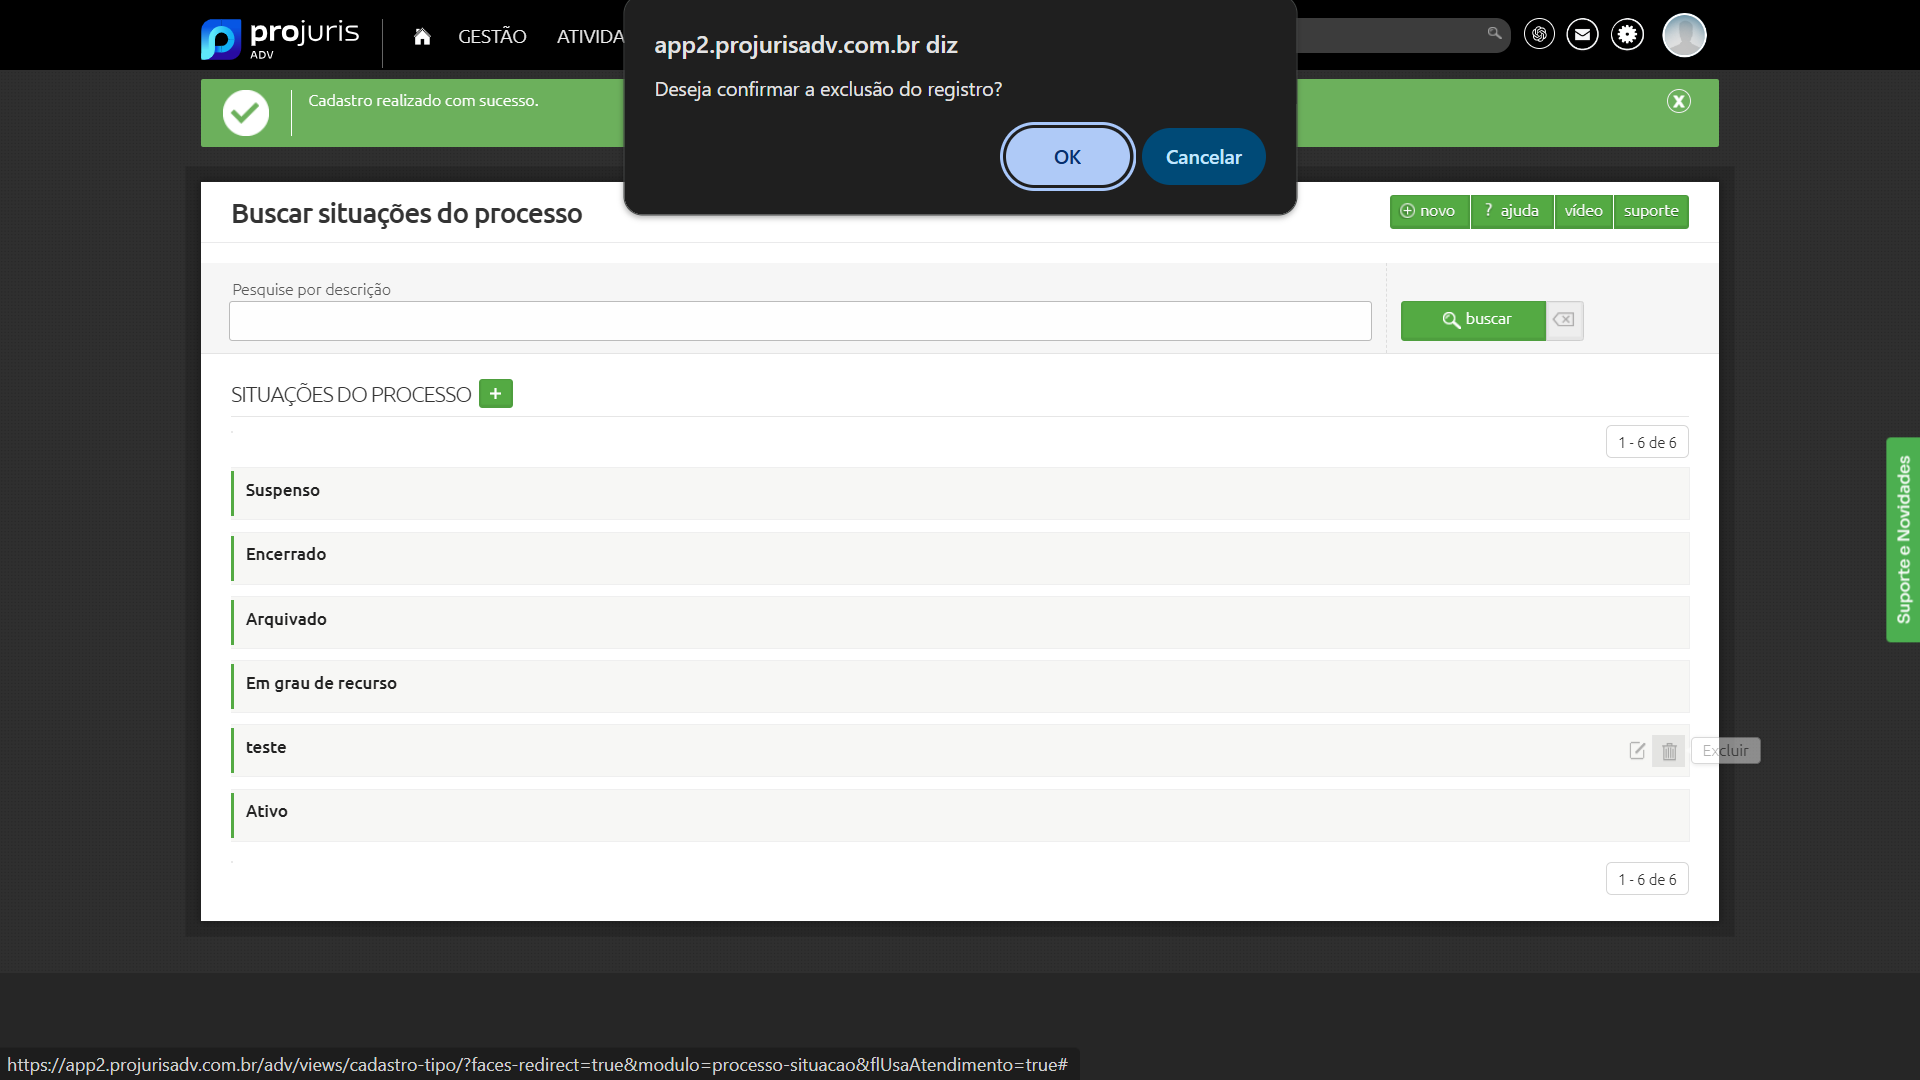 projuris
ADV
GESTÃO
ATIVIDA
app2.projurisadv.com.br diz
Deseja confirmar a exclusão do registro?
OK
Cancelar
Cadastro realizado com sucesso.
Buscar situações do processo
novo
? ajuda
vídeo
suporte
Pesquise por descrição
buscar
SITUAÇÕES DO PROCESSO +
1 - 6 de 6
Suspenso
Encerrado
Arquivado
Em grau de recurso
teste
Excluir
Ativo
1 - 6 de 6
Suporte e Novidades
https://app2.projurisadv.com.br/adv/views/cadastro-tipo/?faces-redirect=true&modulo=processo-situacao&flUsaAtendimento=true#